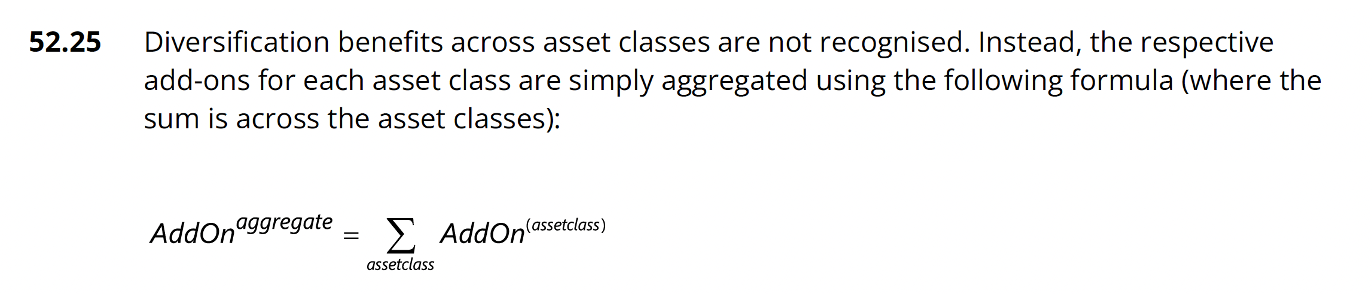 52.25 Diversification benefits across asset classes are not recognised. Instead, the respective
add-ons for each asset class are simply aggregated using the following formula (where the
sum is across the asset classes):
AddOn^aggregate = ∑ AddOn^(assetclass)
assetclass